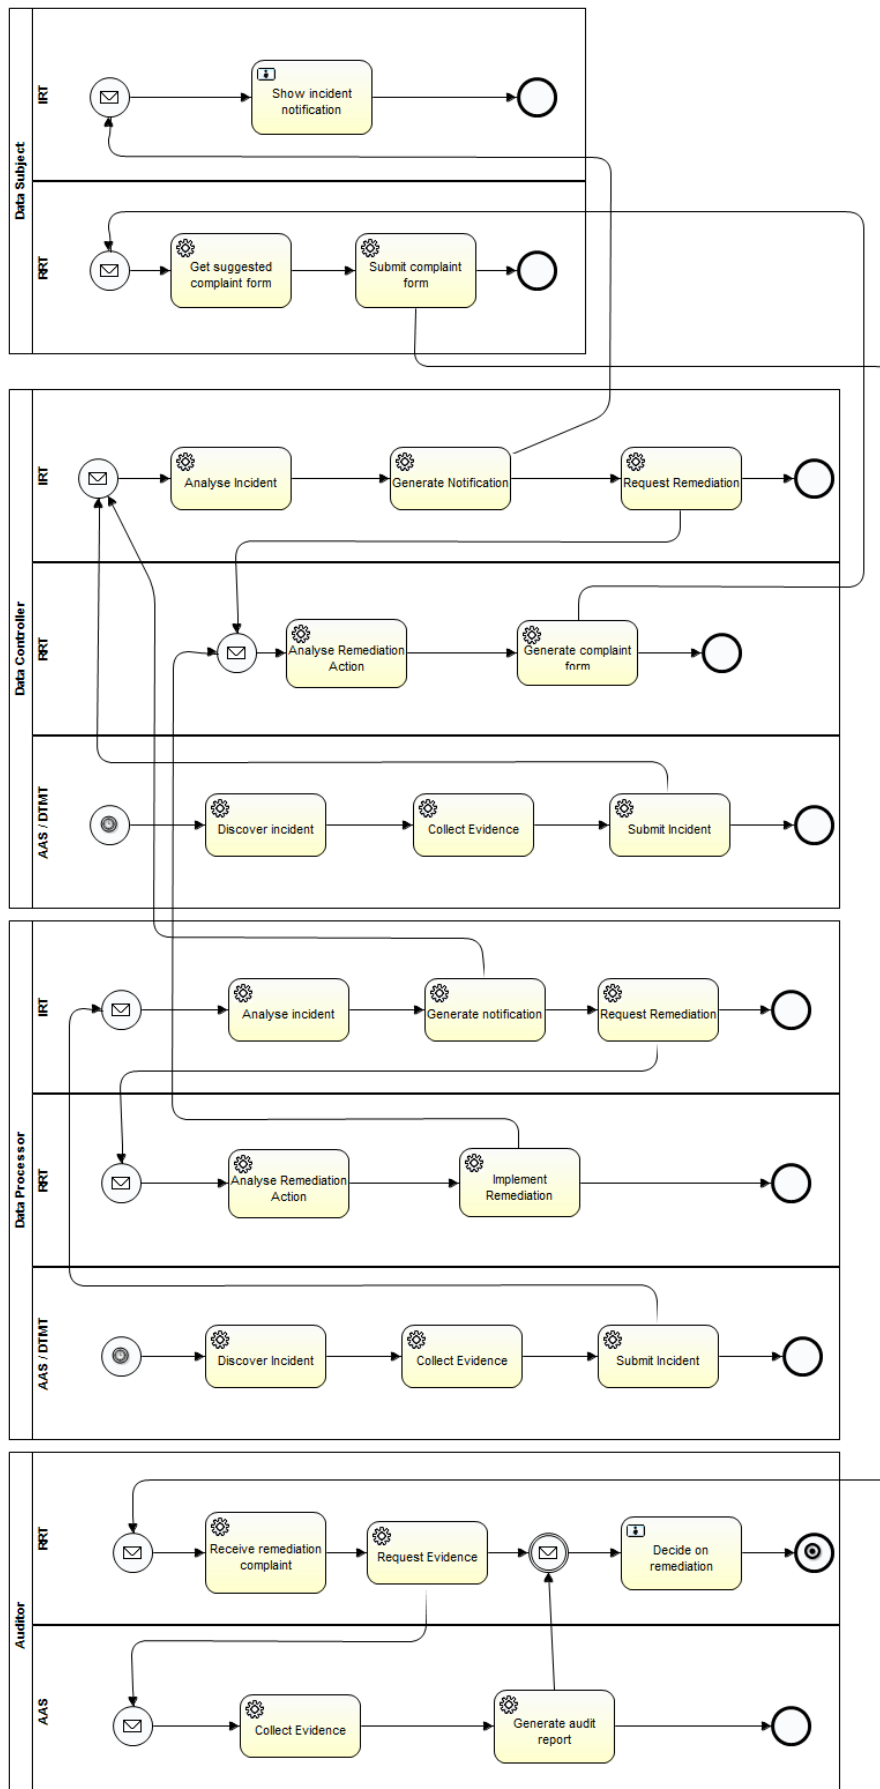 Data Subject
IRT
Show incident
notification
RRT
Get suggested
complaint form
Submit complaint
form
Data Controller
IRT
Analyse Incident
Generate Notification
Request Remediation
RRT
Analyse Remediation
Action
Generate complaint
form
AAS / DTMT
Discover incident
Collect Evidence
Submit Incident
Data Processor
IRT
Analyse incident
Generate notification
Request Remediation
RRT
Analyse Remediation
Action
Implement
Remediation
AAS / DTMT
Discover Incident
Collect Evidence
Submit Incident
Auditor
RRT
Receive remediation
complaint
Request Evidence
Decide on
remediation
AAS
Collect Evidence
Generate audit
report